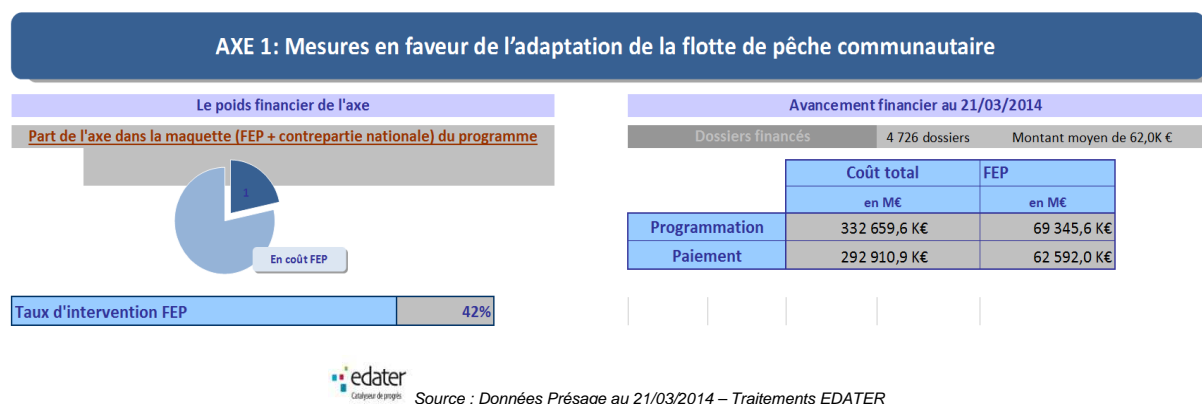 AXE 1: Mesures en faveur de l'adaptation de la flotte de pêche communautaire
Le poids financier de l'axe
Part de l'axe dans la maquette (FEP + contrepartie nationale) du programme
1
En coût FEP
Taux d'intervention FEP 42%
Avancement financier au 21/03/2014
Dossiers financés 4 726 dossiers Montant moyen de 62,0K €
Coût total FEP
en M€ en M€
Programmation 332 659,6 K€ 69 345,6 K€
Paiement 292 910,9 K€ 62 592,0 K€
edater
Catalyseur de progrès
Source : Données Présage au 21/03/2014 – Traitements EDATER